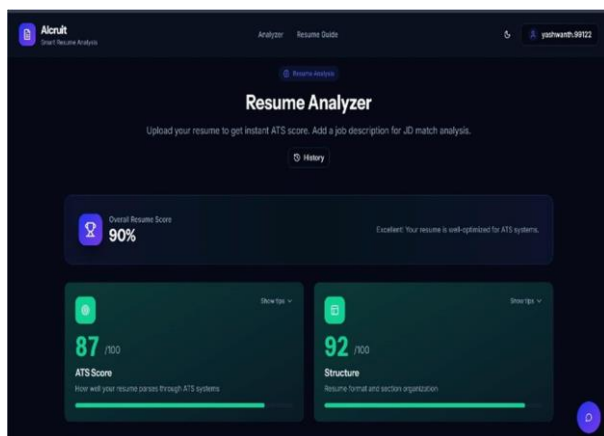 AIcruit
Smart Resume Analysis
Analyzer Resume Guide
yashwanth.99122
Resume Analysis
Resume Analyzer
Upload your resume to get instant ATS score. Add a job description for JD match analysis.
History
Overall Resume Score
90%
Excellent! Your resume is well-optimized for ATS systems.
Show tips
87 /100
ATS Score
How well your resume parses through ATS systems
Show tips
92 /100
Structure
Resume format and section organization